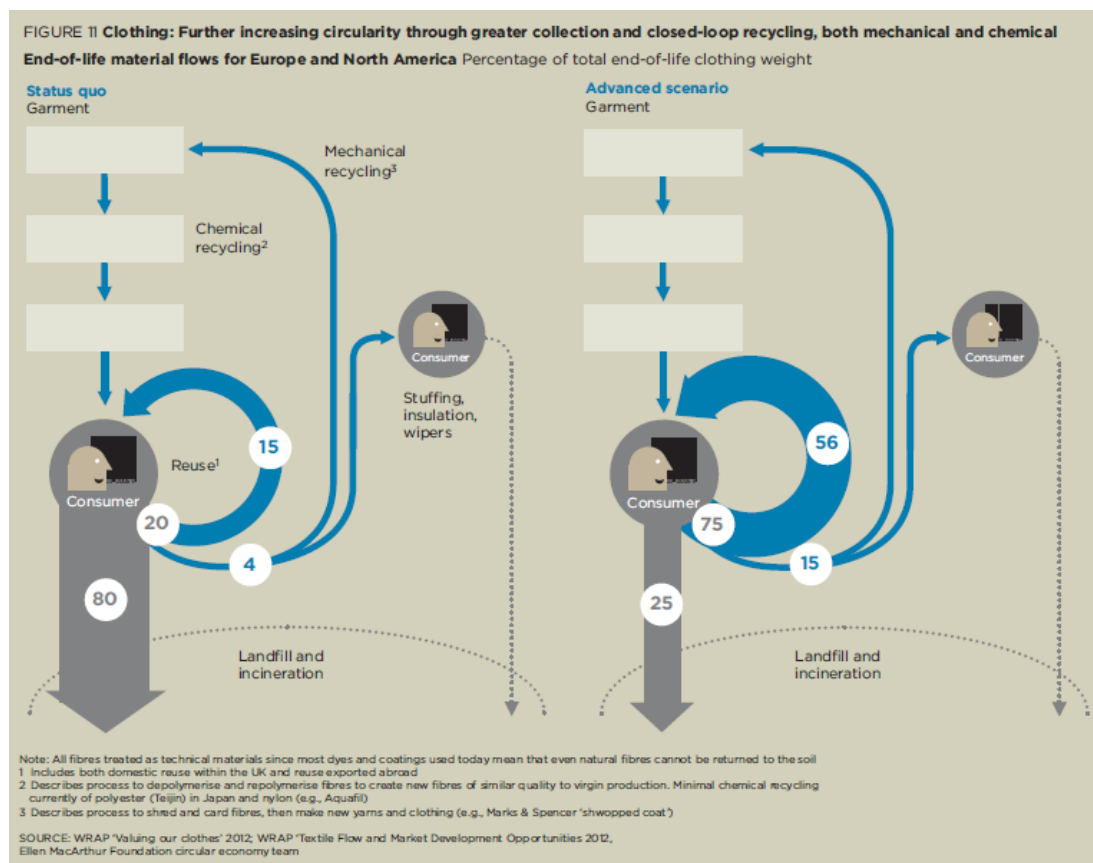 FIGURE 11 Clothing: Further increasing circularity through greater collection and closed-loop recycling, both mechanical and chemical
End-of-life material flows for Europe and North America Percentage of total end-of-life clothing weight
Status quo
Garment
Mechanical
recycling3
Chemical
recycling2
Consumer
Stuffing,
insulation,
wipers
Reuse1
15
Consumer
20
4
80
Landfill and
incineration
Advanced scenario
Garment
Consumer
56
Consumer
75
15
25
Landfill and
incineration
Note: All fibres treated as technical materials since most dyes and coatings used today mean that even natural fibres cannot be returned to the soil
1 Includes both domestic reuse within the UK and reuse exported abroad
2 Describes process to depolymerise and repolymerise fibres to create new fibres of similar quality to virgin production. Minimal chemical recycling
currently of polyester (Teijin) in Japan and nylon (e.g., Aquafil)
3 Describes process to shred and card fibres, then make new yarns and clothing (e.g., Marks & Spencer 'shwopped coat')
SOURCE: WRAP 'Valuing our clothes' 2012; WRAP 'Textile Flow and Market Development Opportunities 2012,
Ellen MacArthur Foundation circular economy team